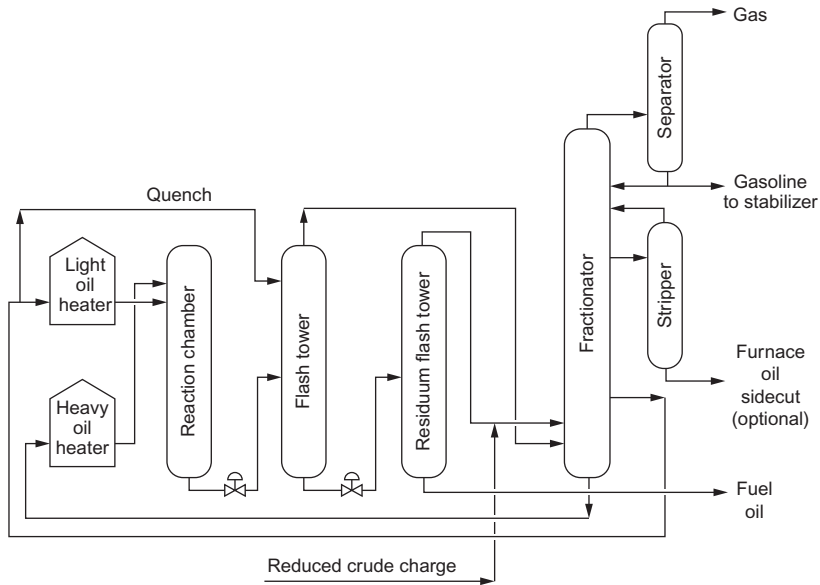 Gas
Separator
Quench
Gasoline
to stabilizer
Light
oil
heater
Reaction chamber
Flash tower
Residuum flash tower
Fractionator
Stripper
Heavy
oil
heater
Furnace
oil
sidecut
(optional)
Fuel
oil
Reduced crude charge